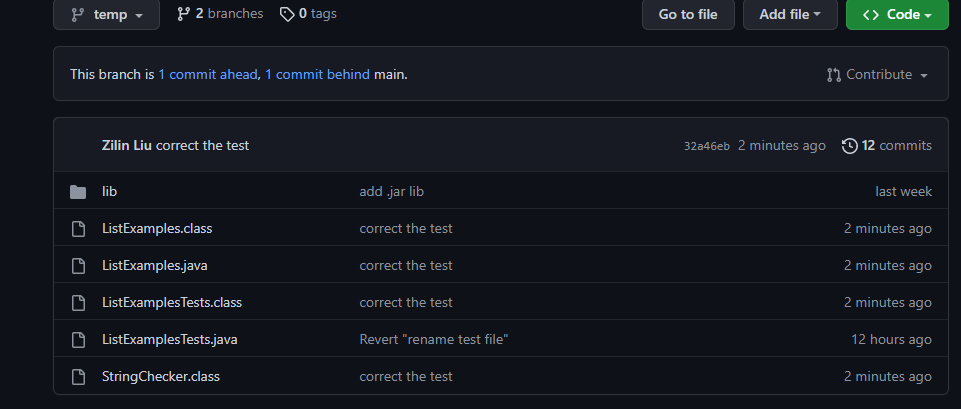 temp 2 branches 0 tags Go to file Add file Code
This branch is 1 commit ahead, 1 commit behind main. Contribute
Zilin Liu correct the test 32a46eb 2 minutes ago 12 commits
lib add .jar lib last week
ListExamples.class correct the test 2 minutes ago
ListExamples.java correct the test 2 minutes ago
ListExamplesTests.class correct the test 2 minutes ago
ListExamplesTests.java Revert "rename test file" 12 hours ago
StringChecker.class correct the test 2 minutes ago